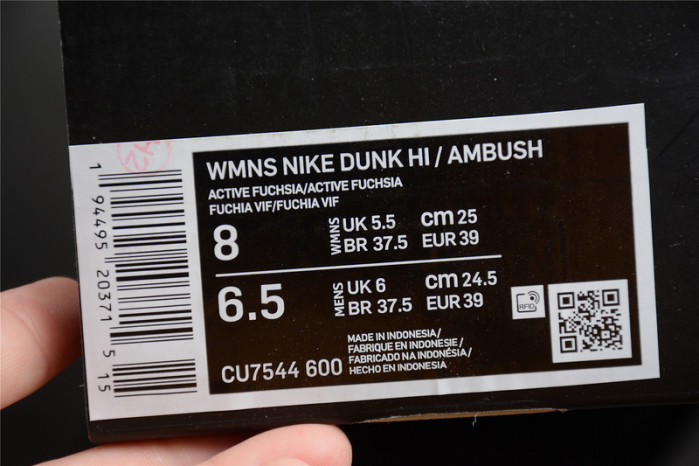 WMNS NIKE DUNK HI / AMBUSH
ACTIVE FUCHSIA/ACTIVE FUCHSIA
FUCHIA VIF/FUCHIA VIF
8 WMNS UK 5.5 cm 25
BR 37.5 EUR 39
6.5 MENS UK 6 cm 24.5
BR 37.5 EUR 39
RFID
CU7544 600
MADE IN INDONESIA/
FABRIQUE EN INDONESIE/
FABRICADO NA INDONÉSIA/
HECHO EN INDONESIA
1 94495 20371 5 15